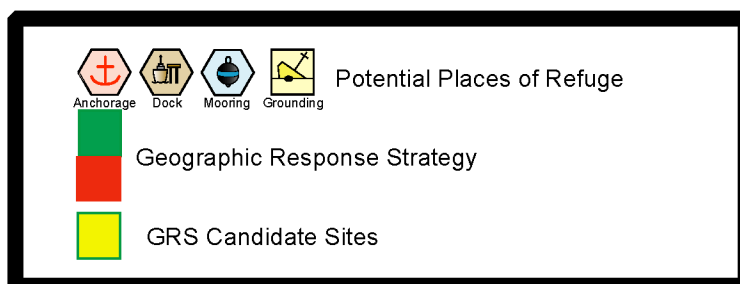 Potential Places of Refuge
Anchorage Dock Mooring Grounding
Geographic Response Strategy
GRS Candidate Sites